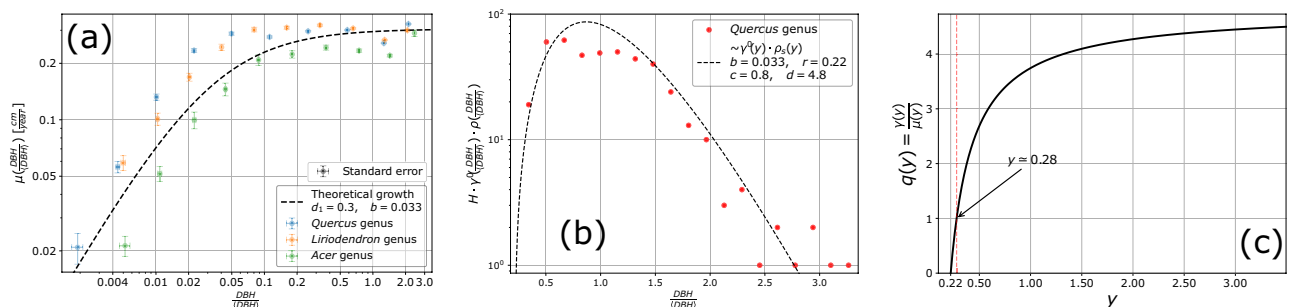 (a)
0.2
0.1
0.05
0.02
μ(DBH/⟨DBH⟩) [cm/year]
Standard error
Theoretical growth
d₁ = 0.3, b = 0.033
Quercus genus
Liriodendron genus
Acer genus
0.004 0.01 0.02 0.04 0.1 0.2 0.4 0.8 2.0 3.0
DBH/⟨DBH⟩
(b)
10²
10¹
10⁰
H · γ⁰(DBH/⟨DBH⟩) · ρ(DBH/⟨DBH⟩)
Quercus genus
~γ⁰(y) · ρₛ(y)
b = 0.033, r = 0.22
c = 0.8, d = 4.8
0.5 1.0 1.5 2.0 2.5 3.0
DBH/⟨DBH⟩
(c)
4
3
2
1
0
q(y) = γ(y)/μ(y)
y ≃ 0.28
0.22 0.50 1.00 1.50 2.00 2.50 3.00
y